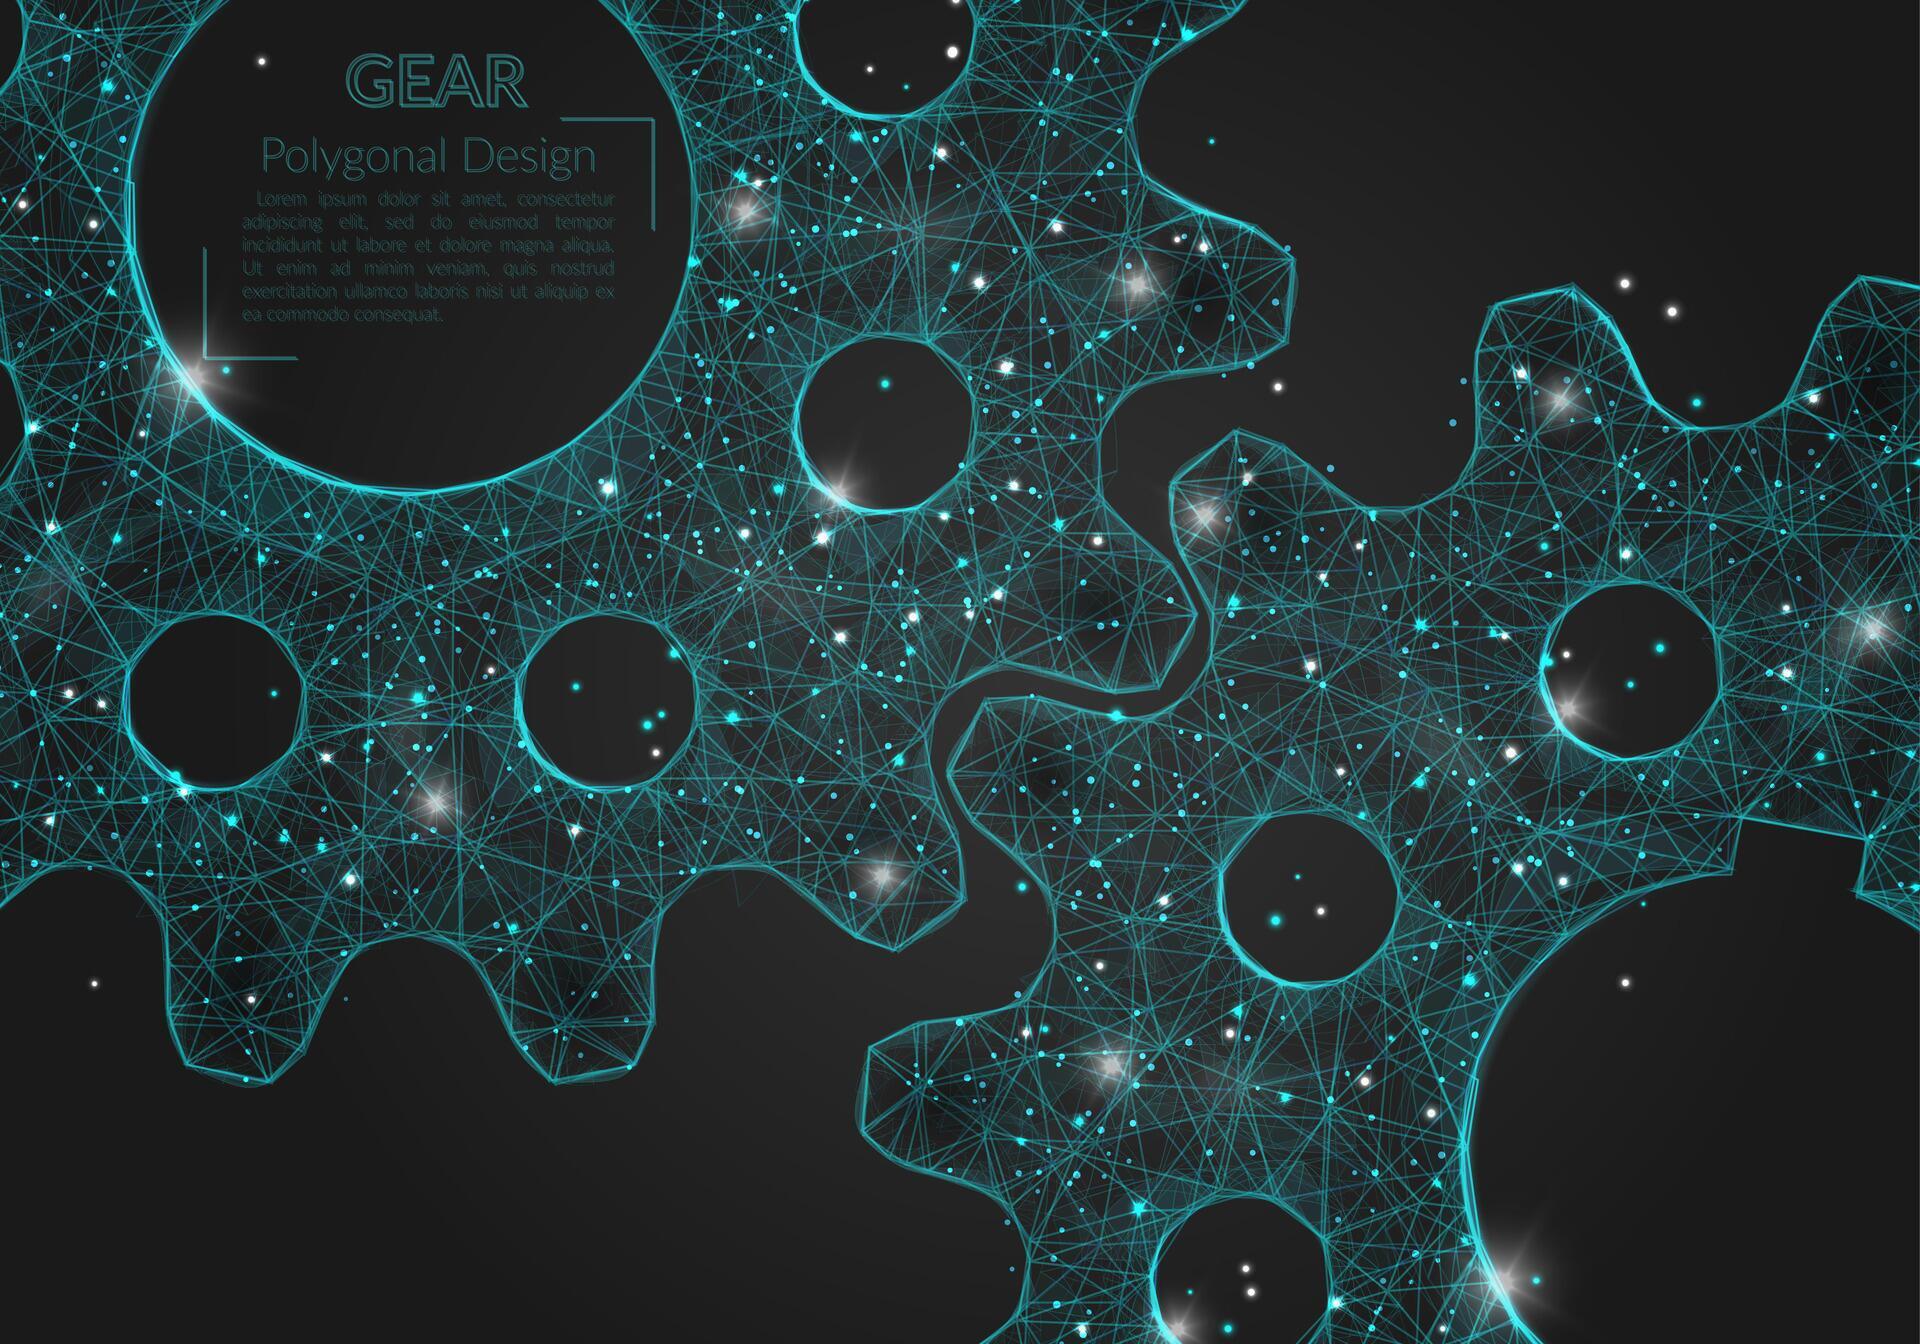 GEAR
Polygonal Design
Lorem ipsum dolor sit amet, consectetur
adipiscing elit, sed do eiusmod tempor
incididunt ut labore et dolore magna aliqua.
Ut enim ad minim veniam, quis nostrud
exercitation ullamco laboris nisi ut aliquip ex
ea commodo consequat.